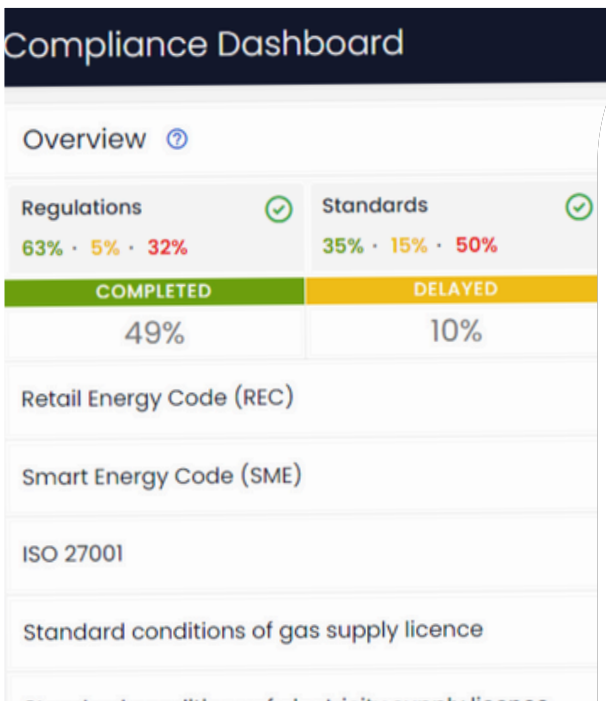 Compliance Dashboard
Overview
Regulations
63% · 5% · 32%
Standards
35% · 15% · 50%
COMPLETED DELAYED
49% 10%
Retail Energy Code (REC)
Smart Energy Code (SME)
ISO 27001
Standard conditions of gas supply licence